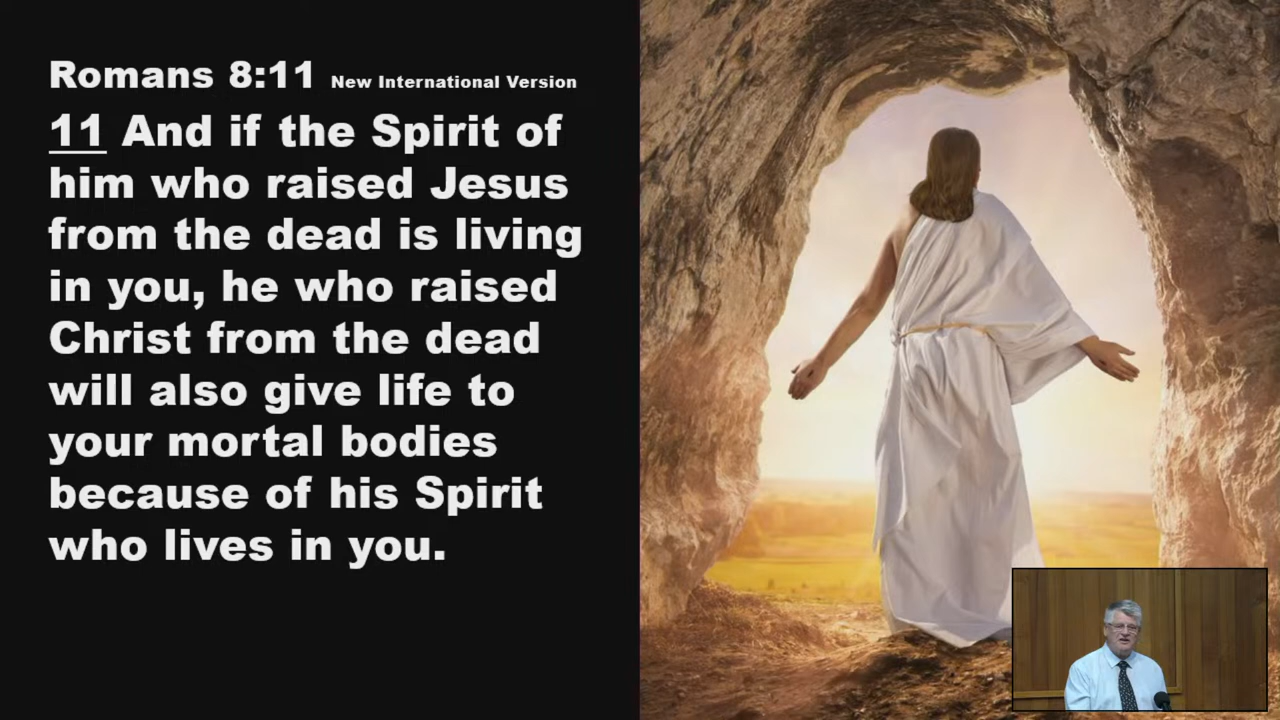 Romans 8:11 New International Version
11 And if the Spirit of
him who raised Jesus
from the dead is living
in you, he who raised
Christ from the dead
will also give life to
your mortal bodies
because of his Spirit
who lives in you.